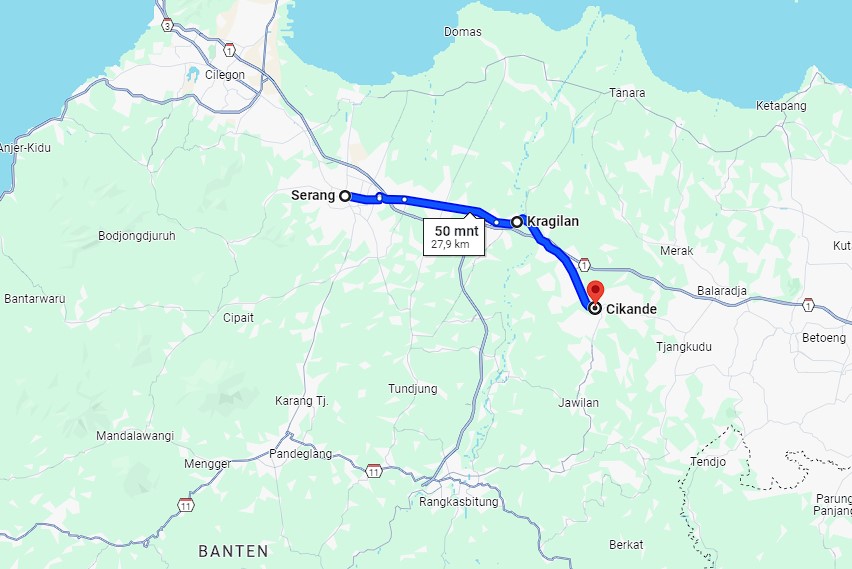 Domas
3
1
Cilegon
Tanara
Ketapang
Anjer-Kidu
Serang
Kragilan
50 mnt
27,9 km
Bodjongdjuruh
Merak
1
Kut
Balaradja
Bantarwaru
Cikande
1
Cipait
Betoeng
Tjangkudu
Tundjung
Karang Tj.
Jawilan
Mandalawangi
Pandeglang
Mengger
11
Tendjo
11
Rangkasbitung
Parung
Panjang
BANTEN
Berkat